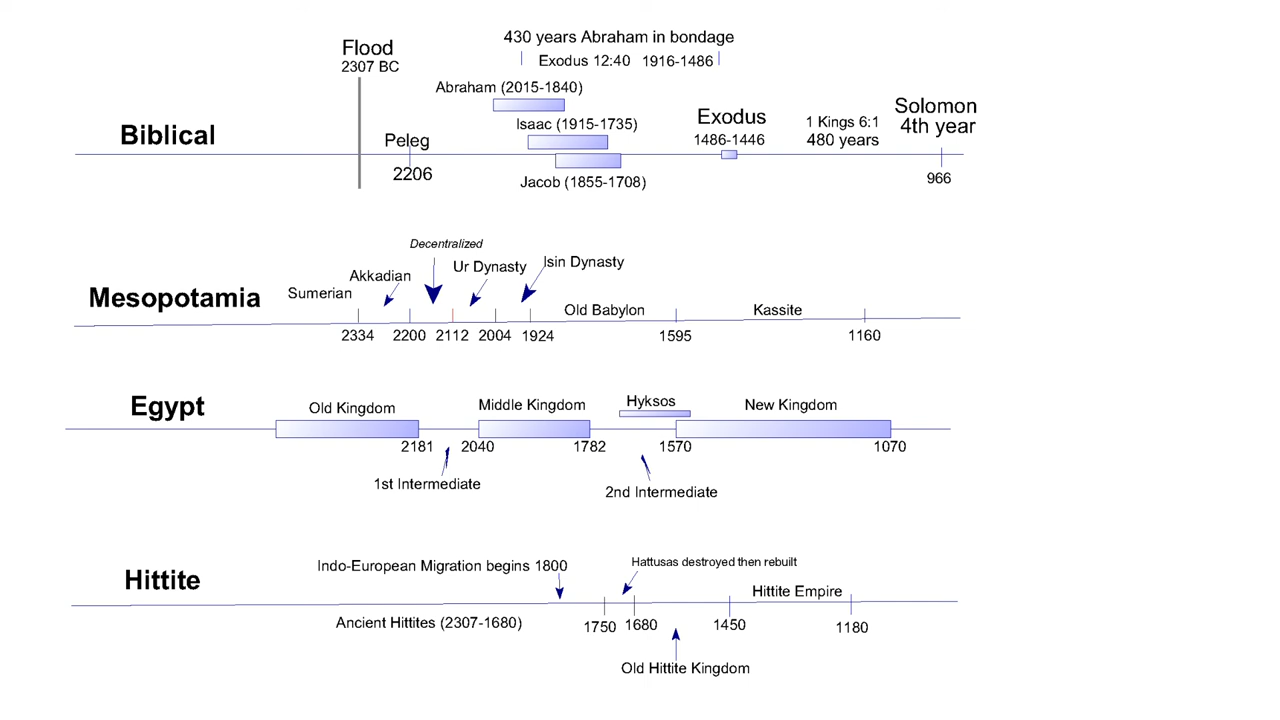 430 years Abraham in bondage
Exodus 12:40 1916-1486
Flood
2307 BC
Abraham (2015-1840)
Isaac (1915-1735)
Biblical
Peleg
2206
Jacob (1855-1708)
Exodus
1486-1446
1 Kings 6:1
480 years
Solomon
4th year
966
Mesopotamia
Sumerian
Akkadian
Decentralized
Ur Dynasty
Isin Dynasty
Old Babylon
Kassite
2334 2200 2112 2004 1924 1595 1160
Egypt
Old Kingdom
Middle Kingdom
Hyksos
New Kingdom
2181 2040 1782 1570 1070
1st Intermediate
2nd Intermediate
Hittite
Indo-European Migration begins 1800
Hattusas destroyed then rebuilt
Hittite Empire
Ancient Hittites (2307-1680)
1750 1680 1450 1180
Old Hittite Kingdom